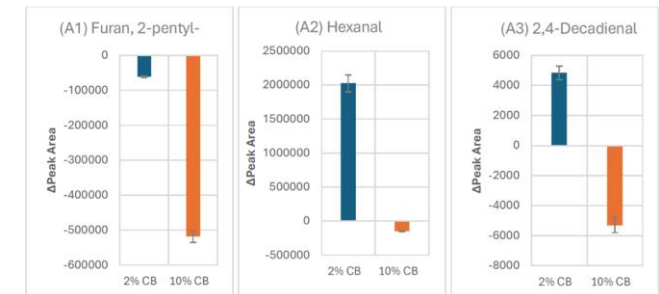 (A1) Furan, 2-pentyl-
0
-100000
-200000
-300000
-400000
-500000
-600000
ΔPeak Area
2% CB 10% CB
(A2) Hexanal
2500000
2000000
1500000
1000000
500000
0
-500000
ΔPeak Area
2% CB 10% CB
(A3) 2,4-Decadienal
6000
4000
2000
0
-2000
-4000
-6000
-8000
ΔPeak Area
2% CB 10% CB